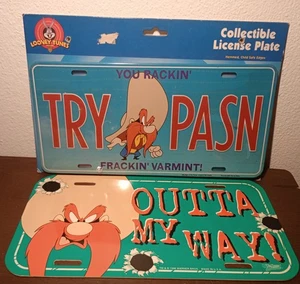 LOONEY TUNES
Collectible
License Plate
YOU RACKIN'
TRY PASN
FRACKIN' VARMINT!
OUTTA
MY WAY!